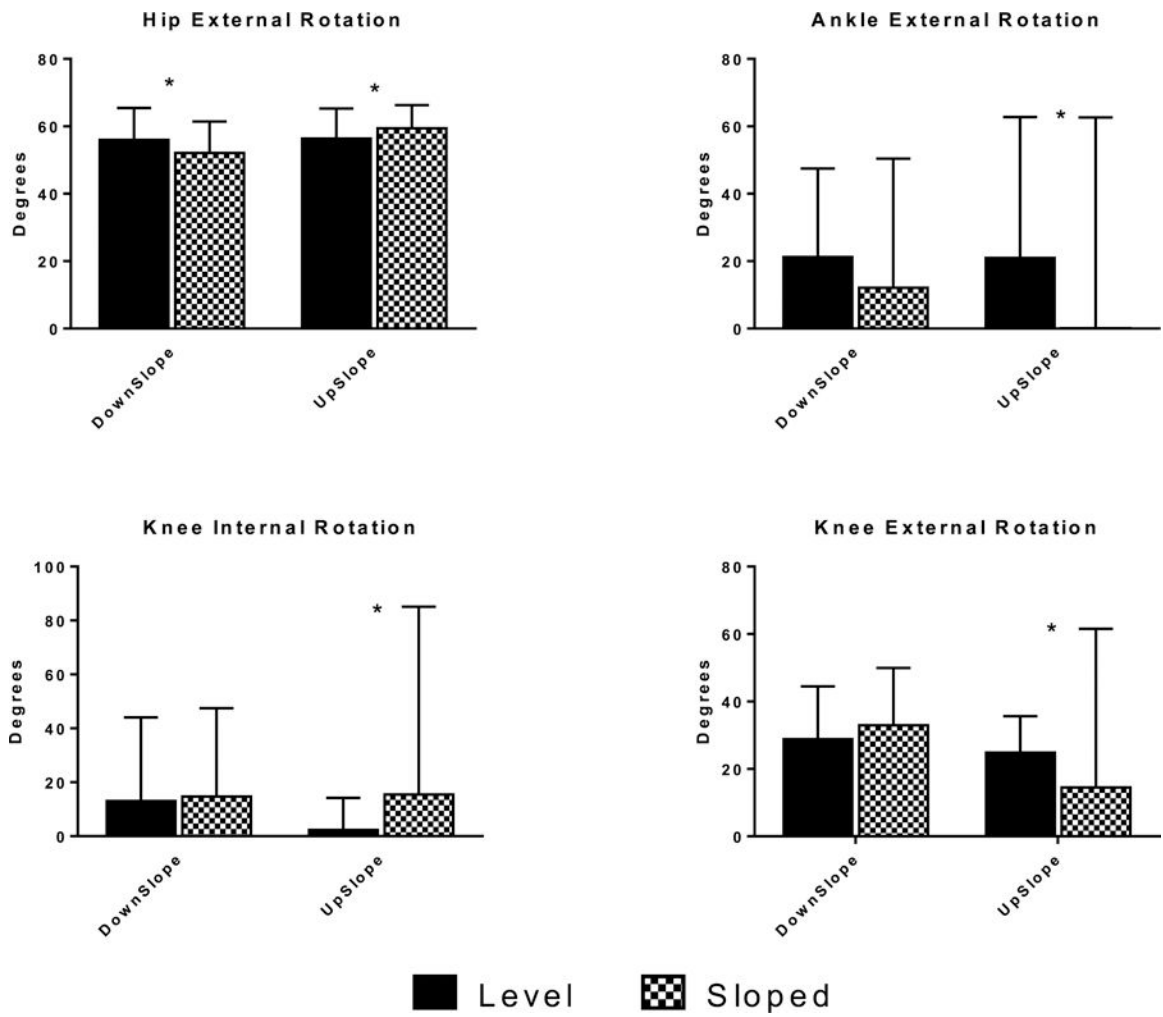 Hip External Rotation
80
60
40
20
0
Degrees
*
*
DownSlope
UpSlope
Ankle External Rotation
80
60
40
20
0
Degrees
*
DownSlope
UpSlope
Knee Internal Rotation
100
80
60
40
20
0
Degrees
*
DownSlope
UpSlope
Knee External Rotation
80
60
40
20
0
Degrees
*
DownSlope
UpSlope
Level
Sloped